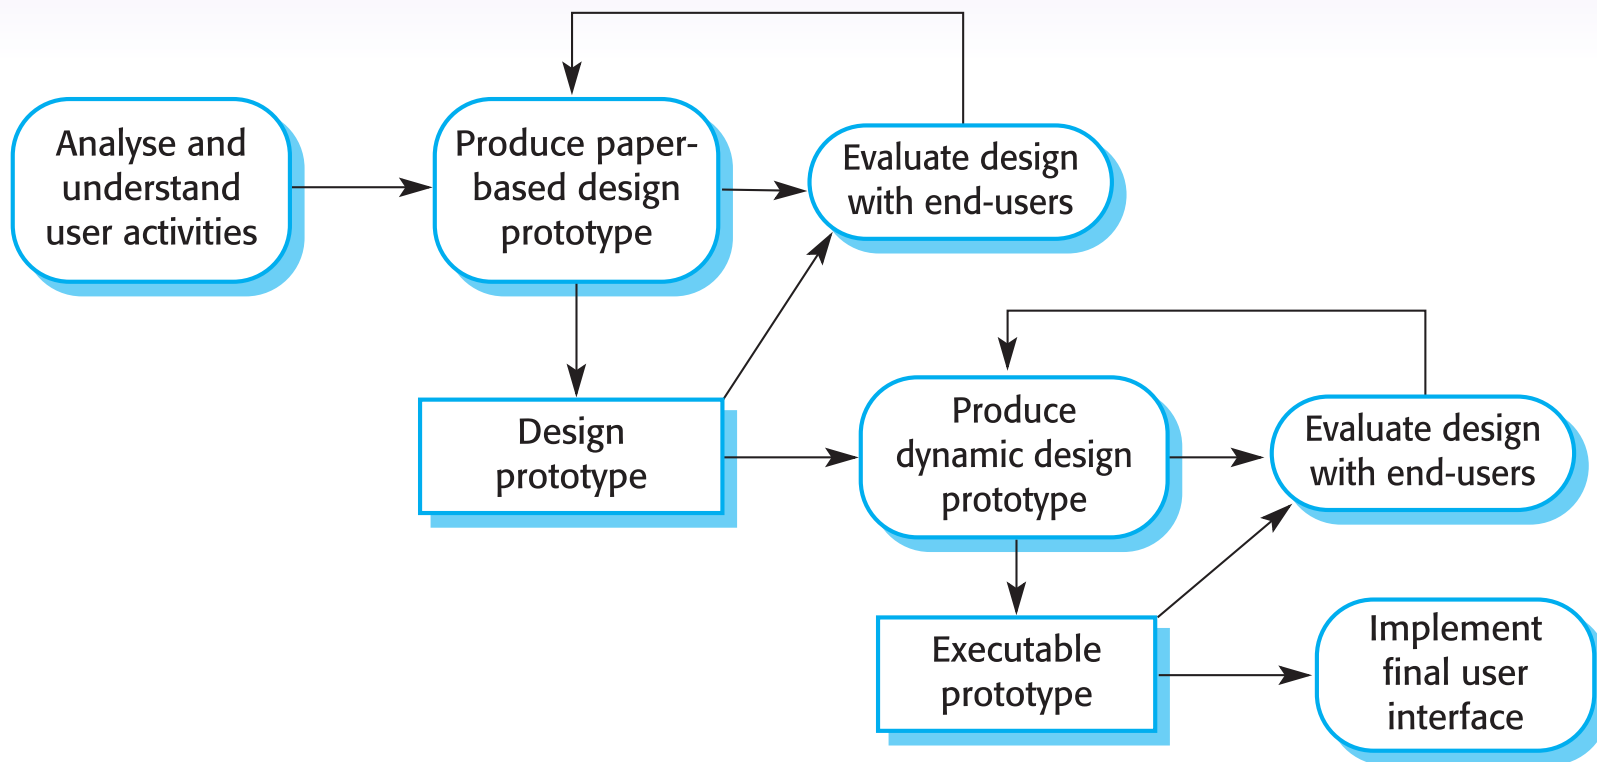 Analyse and
understand
user activities
Produce paper-
based design
prototype
Evaluate design
with end-users
Design
prototype
Produce
dynamic design
prototype
Evaluate design
with end-users
Executable
prototype
Implement
final user
interface